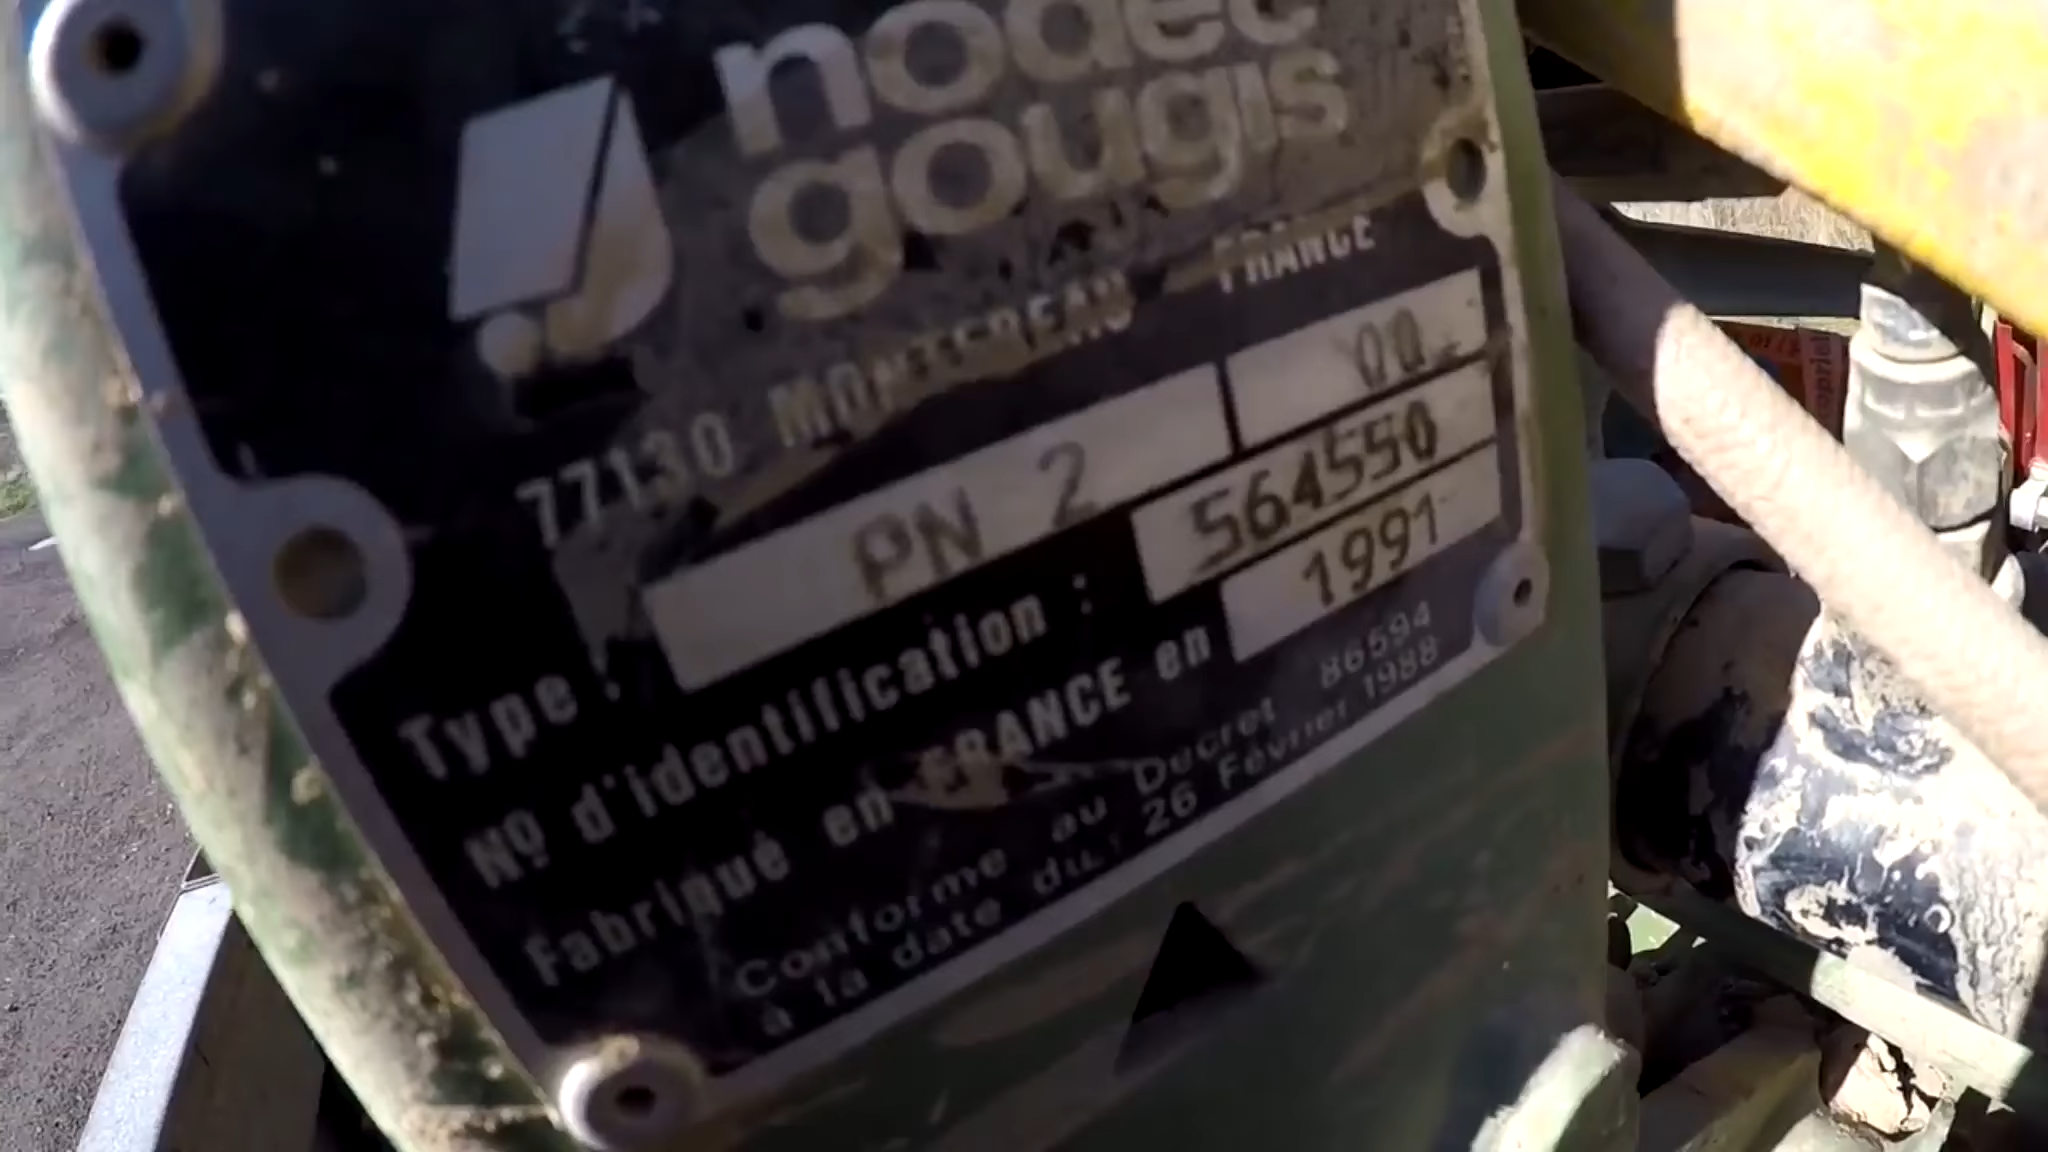 nodet
gougis
77130 MONTEREAU FRANCE
Type : PN 2 00
Nº d'identification : 564550
Fabriqué en FRANCE en 1991
Conforme au Décret 86594
à la date du : 26 Février 1988